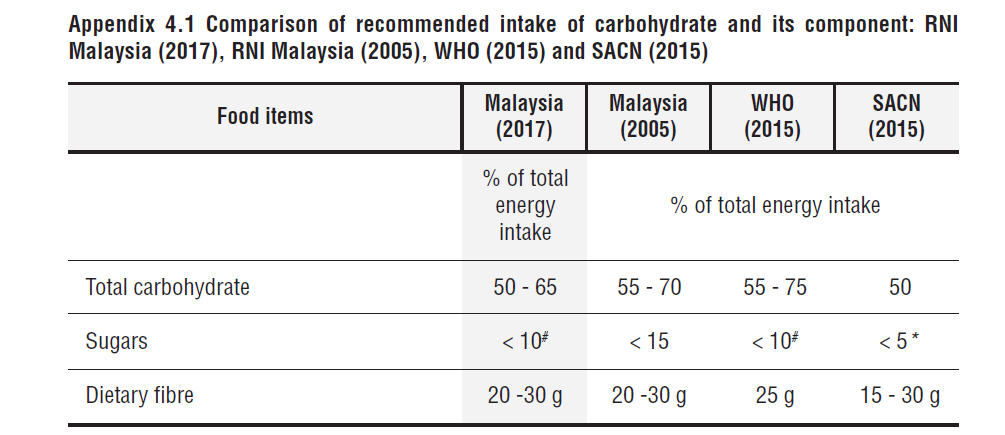 Appendix 4.1 Comparison of recommended intake of carbohydrate and its component: RNI
Malaysia (2017), RNI Malaysia (2005), WHO (2015) and SACN (2015)
Food items Malaysia (2017) Malaysia (2005) WHO (2015) SACN (2015)
% of total energy intake % of total energy intake
Total carbohydrate 50 - 65 55 - 70 55 - 75 50
Sugars < 10# < 15 < 10# < 5 *
Dietary fibre 20 -30 g 20 -30 g 25 g 15 - 30 g